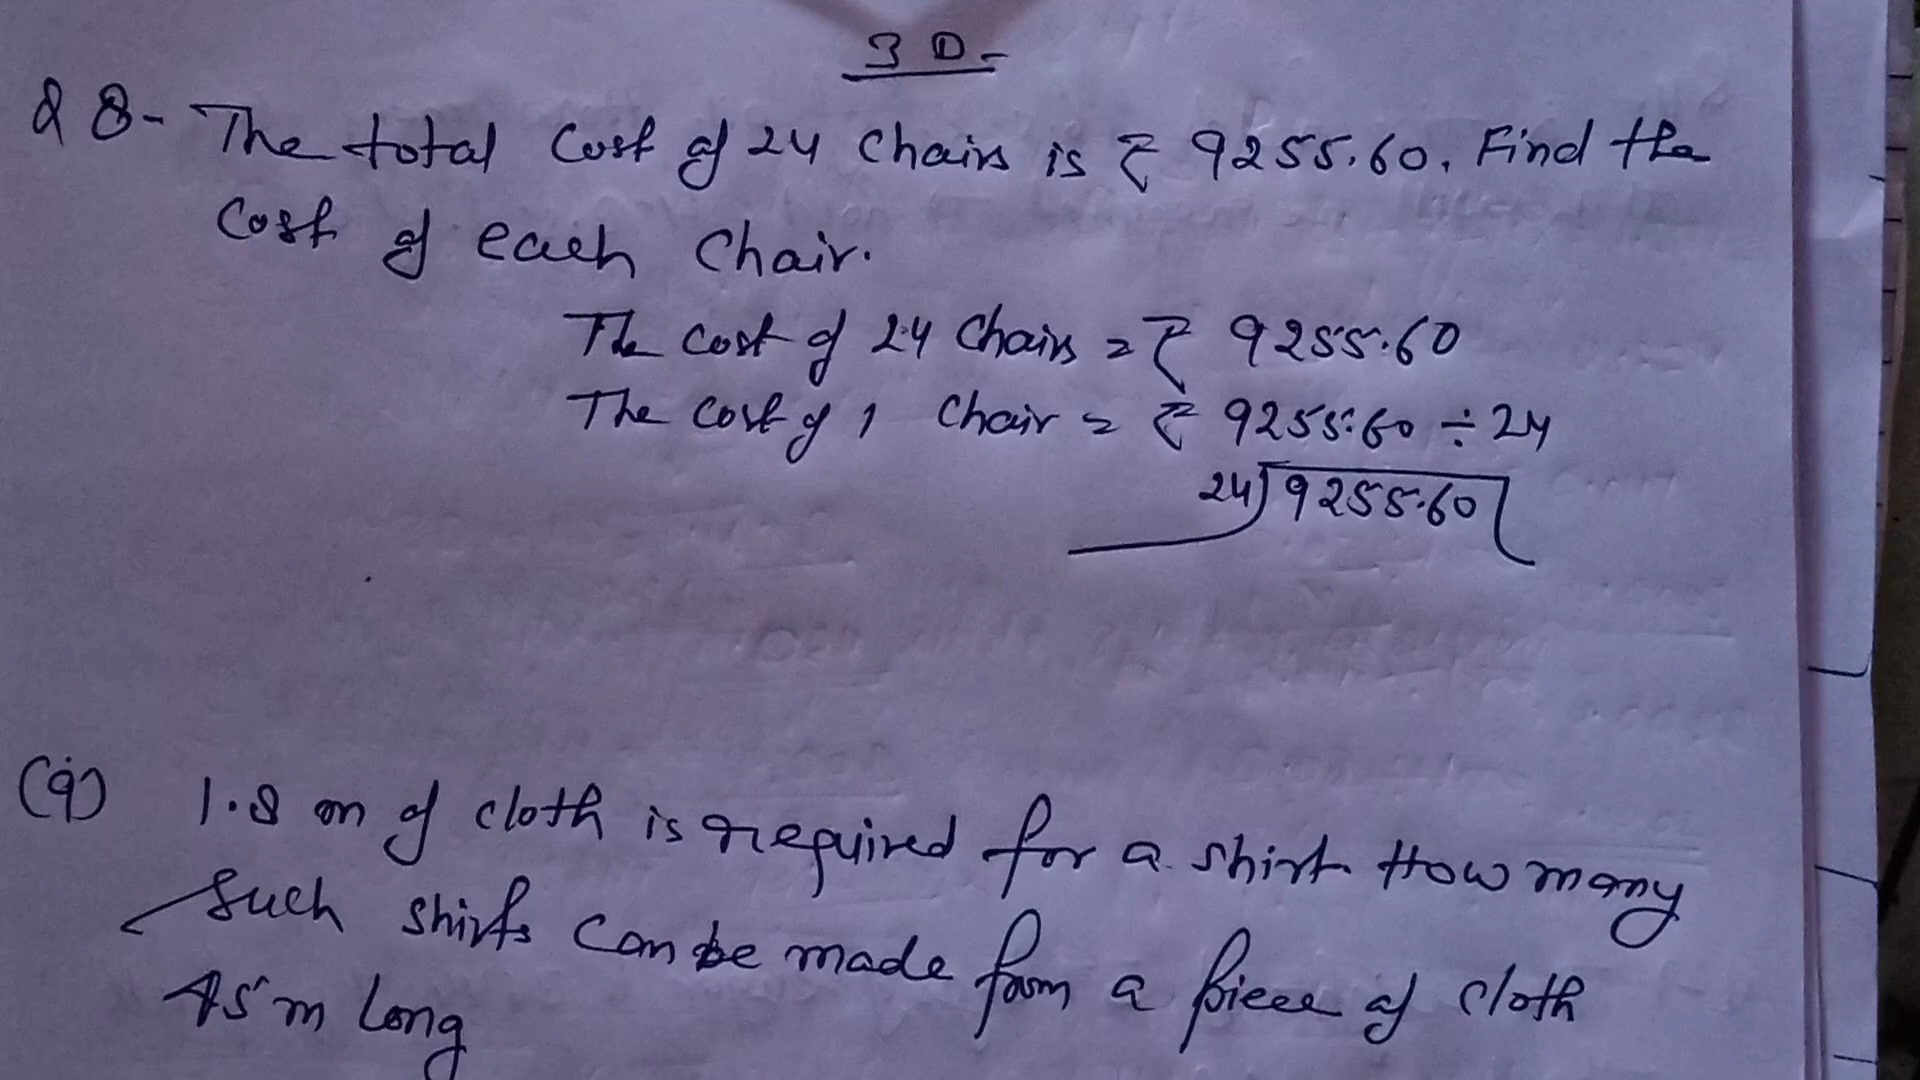 3 D-
Q 8- The total cost of 24 chairs is ₹ 9255.60. Find the
cost of each chair.
The cost of 24 chairs = ₹ 9255.60
The cost of 1 chair = ₹ 9255.60 ÷ 24
24)9255.60(
(9) 1.8 m of cloth is required for a shirt. How many
such shirts can be made from a piece of cloth
45 m long